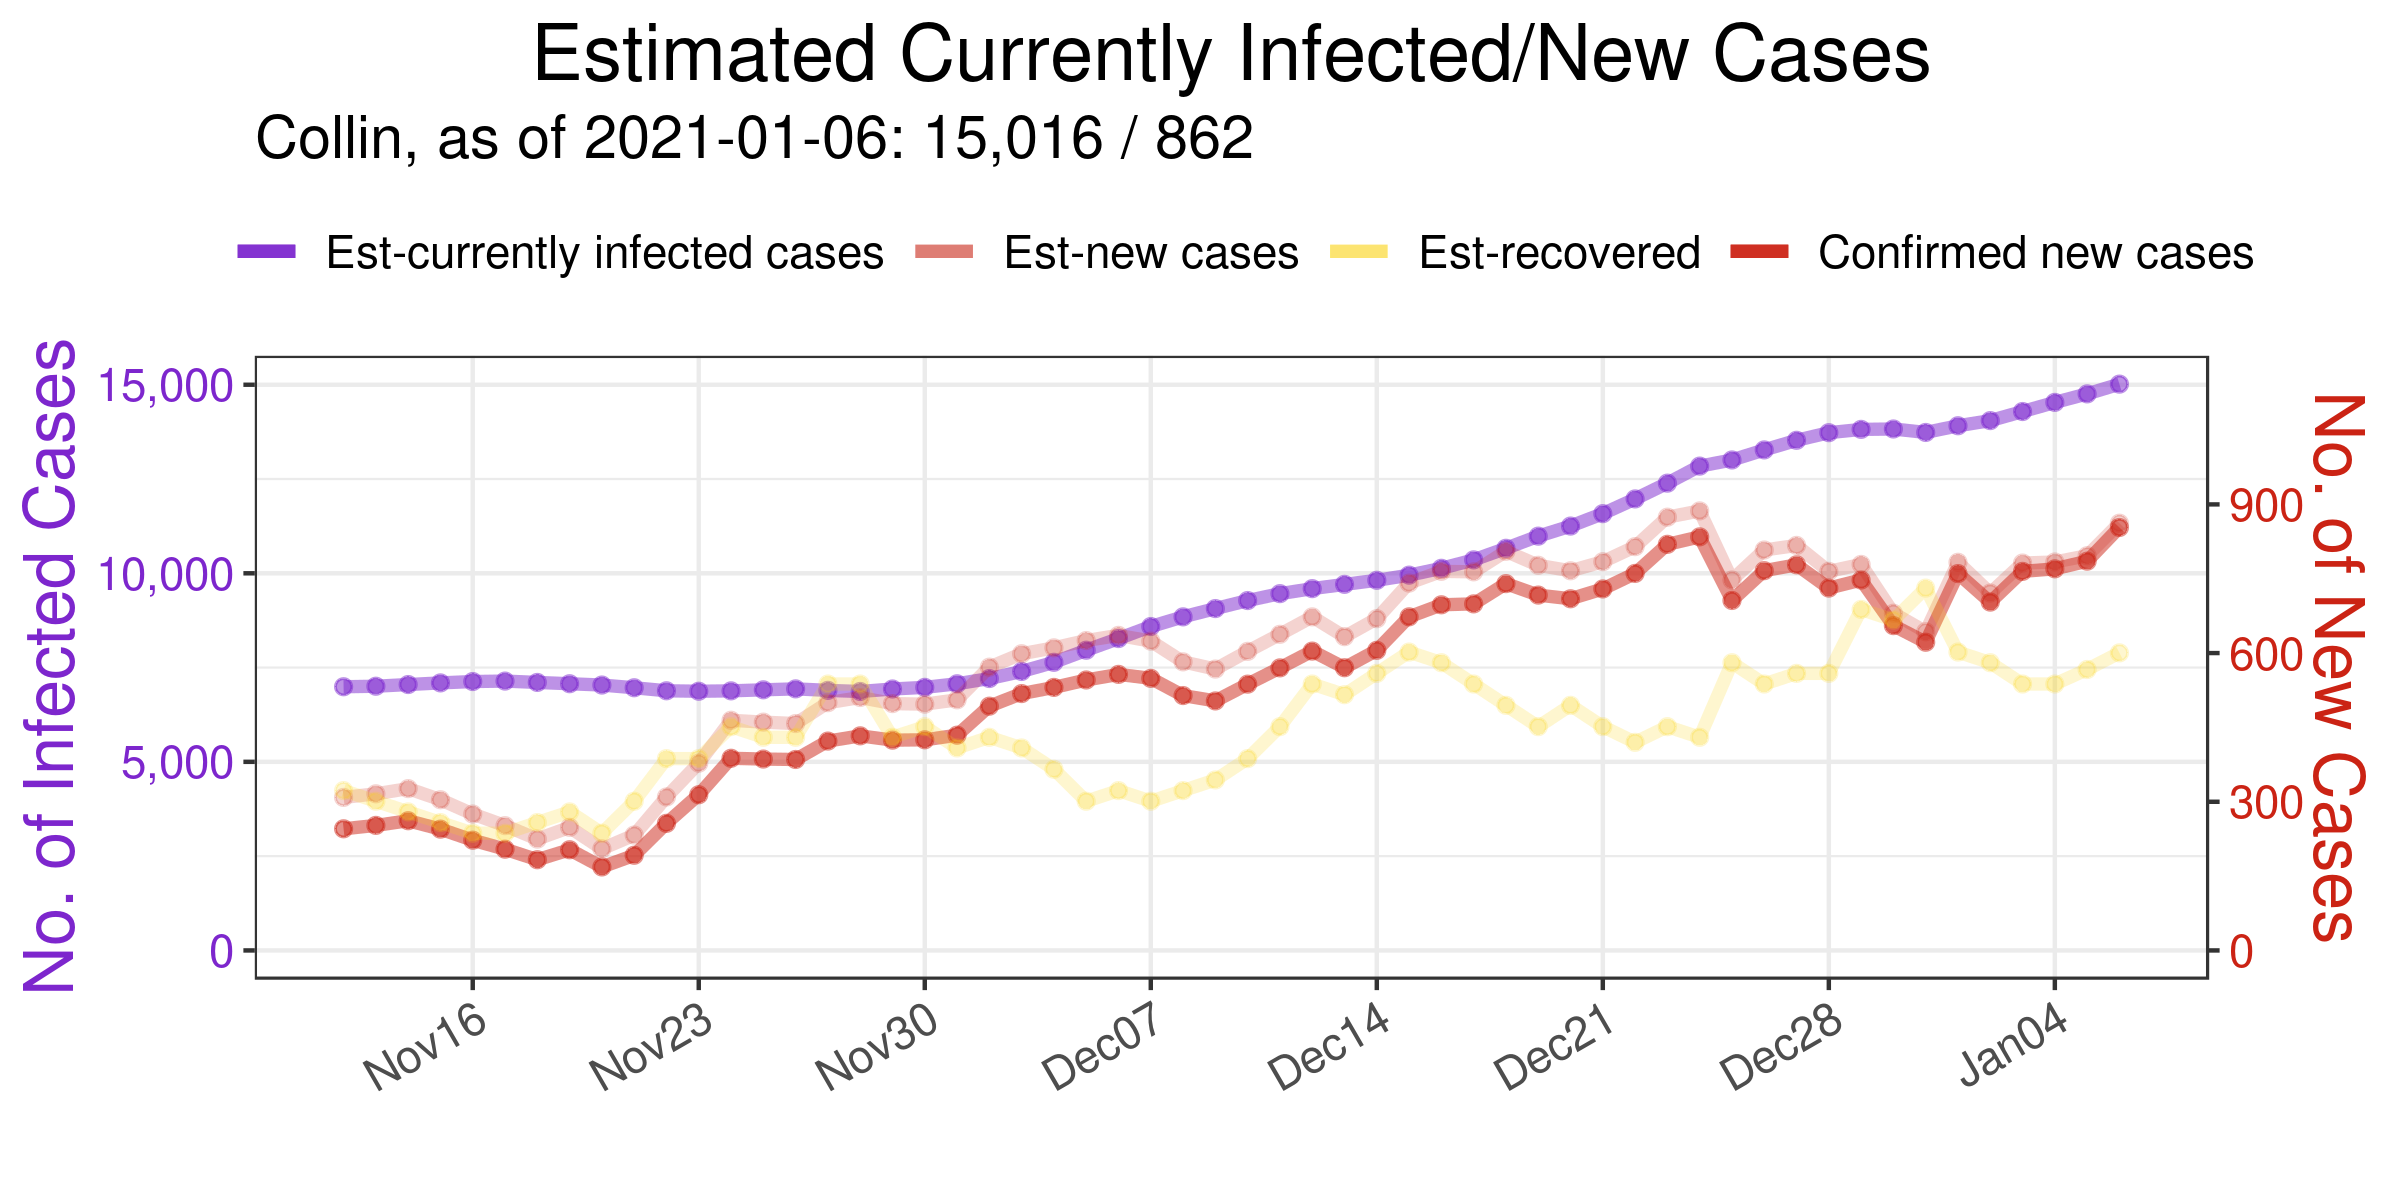 Estimated Currently Infected/New Cases
Collin, as of 2021-01-06: 15,016 / 862
Est-currently infected cases Est-new cases Est-recovered Confirmed new cases
No. of Infected Cases
15,000
10,000
5,000
0
900
600
300
0
No. of New Cases
Nov16 Nov23 Nov30 Dec07 Dec14 Dec21 Dec28 Jan04